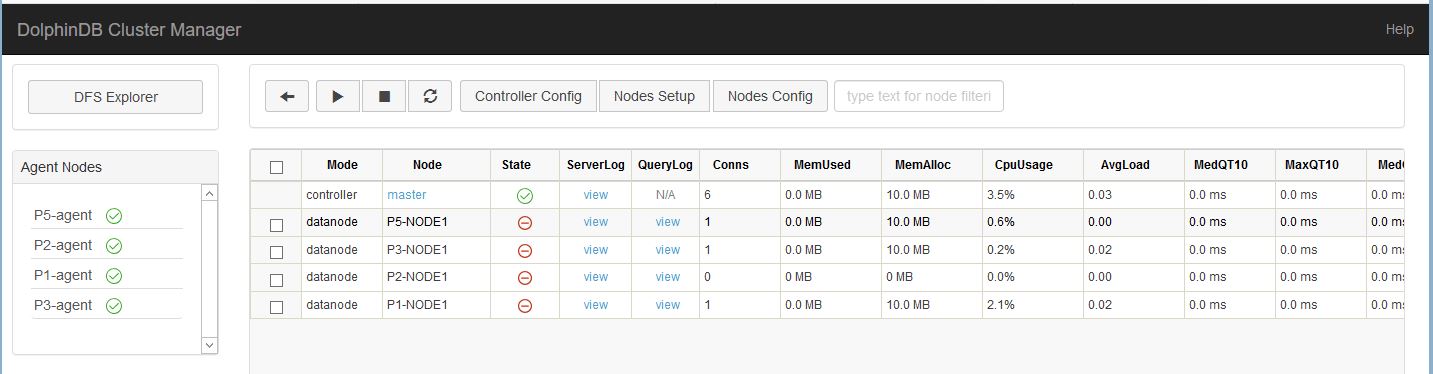 DolphinDB Cluster Manager Help
DFS Explorer
Controller Config Nodes Setup Nodes Config type text for node filteri
Agent Nodes
P5-agent
P2-agent
P1-agent
P3-agent
Mode Node State ServerLog QueryLog Conns MemUsed MemAlloc CpuUsage AvgLoad MedQT10 MaxQT10
controller master view N/A 6 0.0 MB 10.0 MB 3.5% 0.03 0.0 ms 0.0 ms 0.0 ms
datanode P5-NODE1 view view 1 0.0 MB 10.0 MB 0.6% 0.00 0.0 ms 0.0 ms 0.0 ms
datanode P3-NODE1 view view 1 0.0 MB 10.0 MB 0.2% 0.02 0.0 ms 0.0 ms 0.0 ms
datanode P2-NODE1 view view 0 0 MB 0 MB 0.0% 0.00 0.0 ms 0.0 ms 0.0 ms
datanode P1-NODE1 view view 1 0.0 MB 10.0 MB 2.1% 0.02 0.0 ms 0.0 ms 0.0 ms